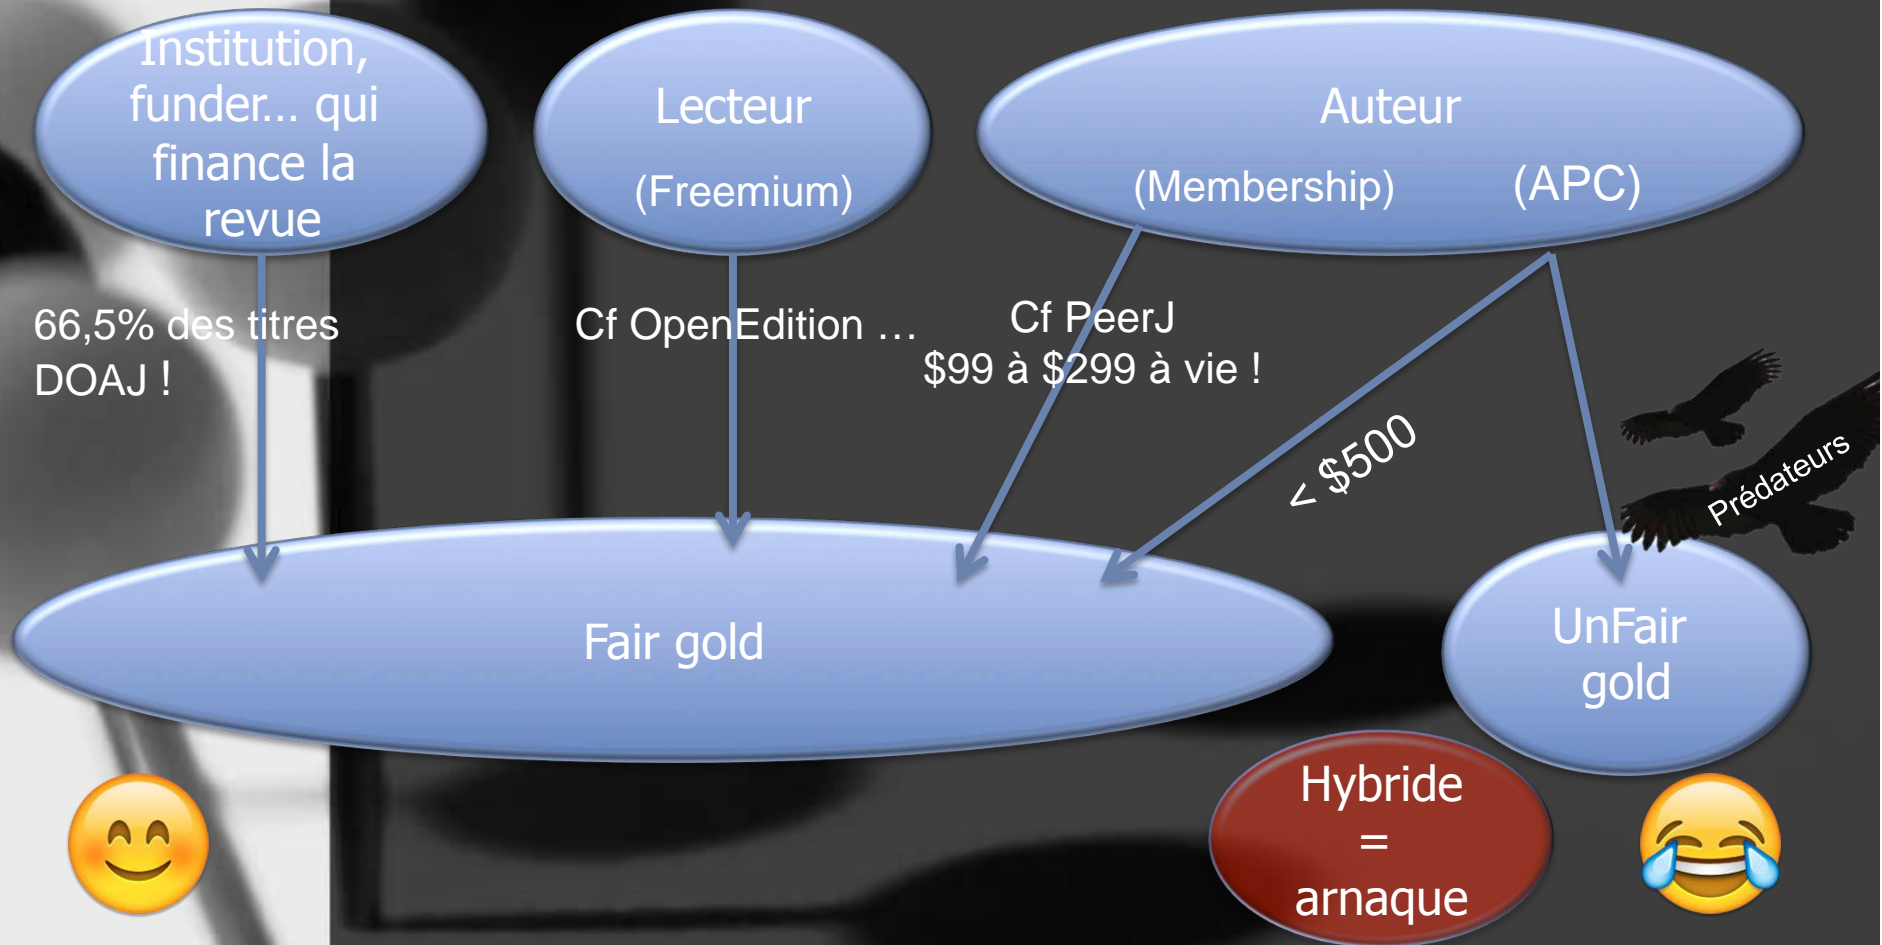 Institution,
funder... qui
finance la
revue
Lecteur
(Freemium)
Auteur
(Membership)
(APC)
66,5% des titres
DOAJ !
Cf OpenEdition ...
Cf PeerJ
$99 à $299 à vie !
< $500
Prédateurs
Fair gold
UnFair
gold
Hybride
=
arnaque